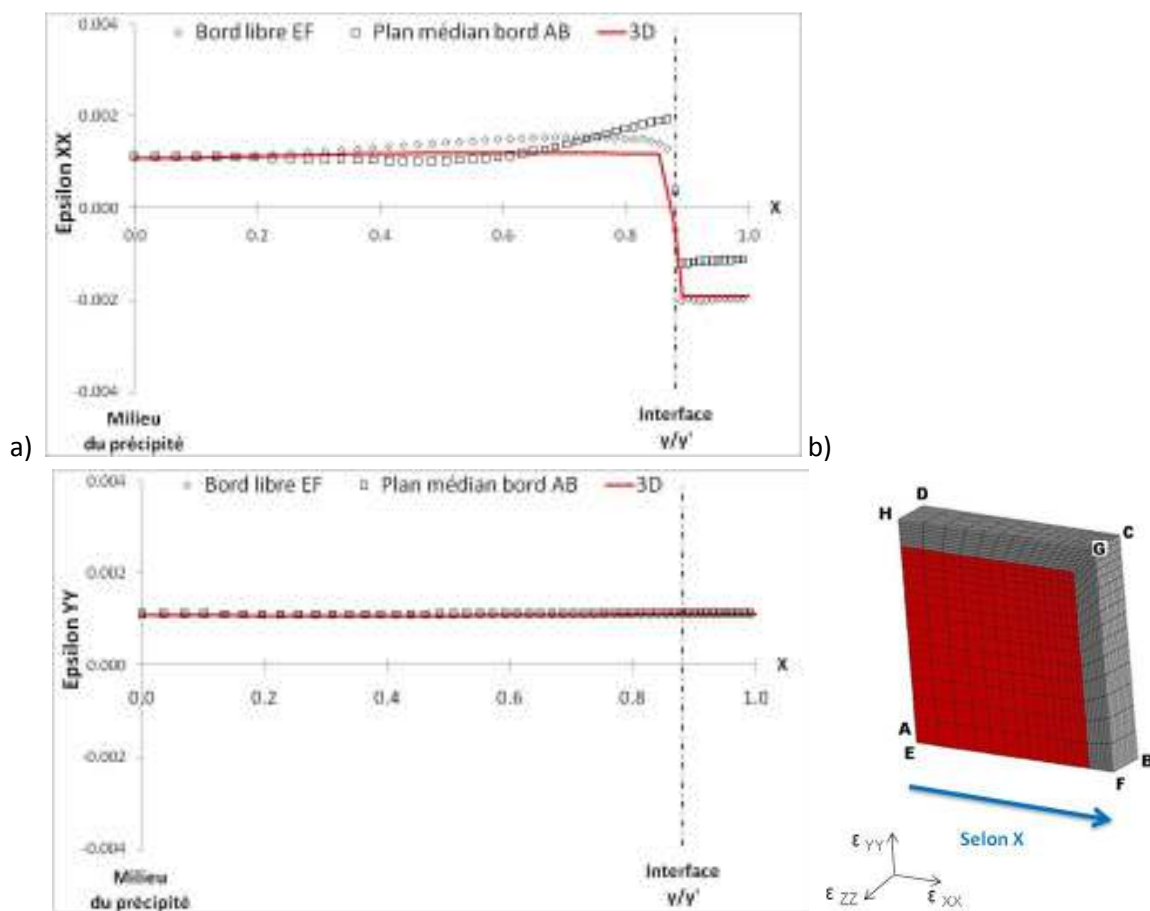 0.004
Bord libre EF Plan médian bord AB 3D
0.002
Epsilon XX
0.000
X
0.0 0.2 0.4 0.6 0.8 1.0
-0.002
-0.004
Milieu du précipité
Interface γ/γ'
a)
b)
0.004
Bord libre EF Plan médian bord AB 3D
0.002
Epsilon YY
0.000
X
0.0 0.2 0.4 0.6 0.8 1.0
-0.002
-0.004
Milieu du précipité
Interface γ/γ'
D
H
C
G
A
E
B
F
Selon X
ε YY
ε ZZ
ε XX